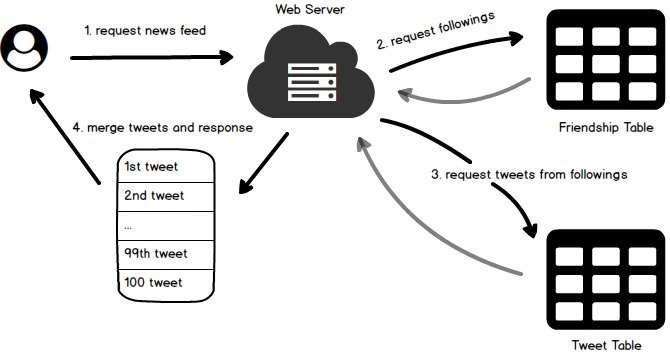 Web Server
1. request news feed
2. request followings
Friendship Table
4. merge tweets and response
1st tweet
2nd tweet
...
99th tweet
100 tweet
3. request tweets from followings
Tweet Table